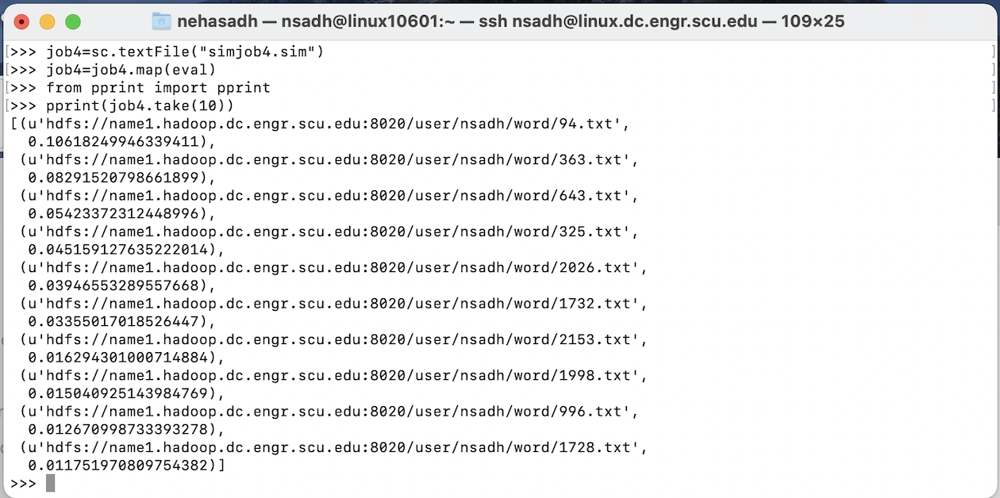 nehasadh — nsadh@linux10601:~ — ssh nsadh@linux.dc.engr.scu.edu — 109×25
[>>> job4=sc.textFile("simjob4.sim") ]
[>>> job4=job4.map(eval) ]
[>>> from pprint import pprint ]
[>>> pprint(job4.take(10)) ]
[(u'hdfs://name1.hadoop.dc.engr.scu.edu:8020/user/nsadh/word/94.txt',
0.10618249946339411),
(u'hdfs://name1.hadoop.dc.engr.scu.edu:8020/user/nsadh/word/363.txt',
0.08291520798661899),
(u'hdfs://name1.hadoop.dc.engr.scu.edu:8020/user/nsadh/word/643.txt',
0.05423372312448996),
(u'hdfs://name1.hadoop.dc.engr.scu.edu:8020/user/nsadh/word/325.txt',
0.045159127635222014),
(u'hdfs://name1.hadoop.dc.engr.scu.edu:8020/user/nsadh/word/2026.txt',
0.03946553289557668),
(u'hdfs://name1.hadoop.dc.engr.scu.edu:8020/user/nsadh/word/1732.txt',
0.03355017018526447),
(u'hdfs://name1.hadoop.dc.engr.scu.edu:8020/user/nsadh/word/2153.txt',
0.016294301000714884),
(u'hdfs://name1.hadoop.dc.engr.scu.edu:8020/user/nsadh/word/1998.txt',
0.015040925143984769),
(u'hdfs://name1.hadoop.dc.engr.scu.edu:8020/user/nsadh/word/996.txt',
0.012670998733393278),
(u'hdfs://name1.hadoop.dc.engr.scu.edu:8020/user/nsadh/word/1728.txt',
0.011751970809754382)]
>>>